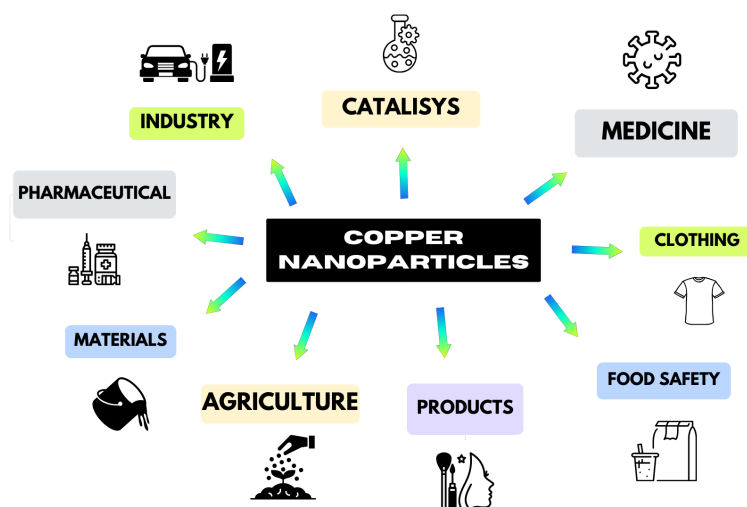 INDUSTRY
CATALISYS
MEDICINE
PHARMACEUTICAL
COPPER
NANOPARTICLES
CLOTHING
MATERIALS
AGRICULTURE
PRODUCTS
FOOD SAFETY